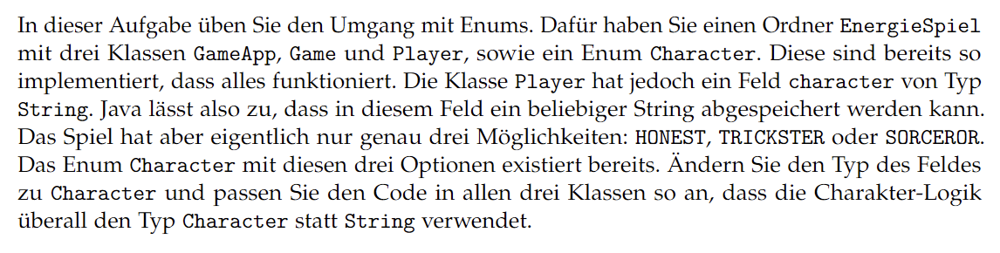 In dieser Aufgabe üben Sie den Umgang mit Enums. Dafür haben Sie einen Ordner EnergieSpiel
mit drei Klassen GameApp, Game und Player, sowie ein Enum Character. Diese sind bereits so
implementiert, dass alles funktioniert. Die Klasse Player hat jedoch ein Feld character von Typ
String. Java lässt also zu, dass in diesem Feld ein beliebiger String abgespeichert werden kann.
Das Spiel hat aber eigentlich nur genau drei Möglichkeiten: HONEST, TRICKSTER oder SORCEROR.
Das Enum Character mit diesen drei Optionen existiert bereits. Ändern Sie den Typ des Feldes
zu Character und passen Sie den Code in allen drei Klassen so an, dass die Charakter-Logik
überall den Typ Character statt String verwendet.